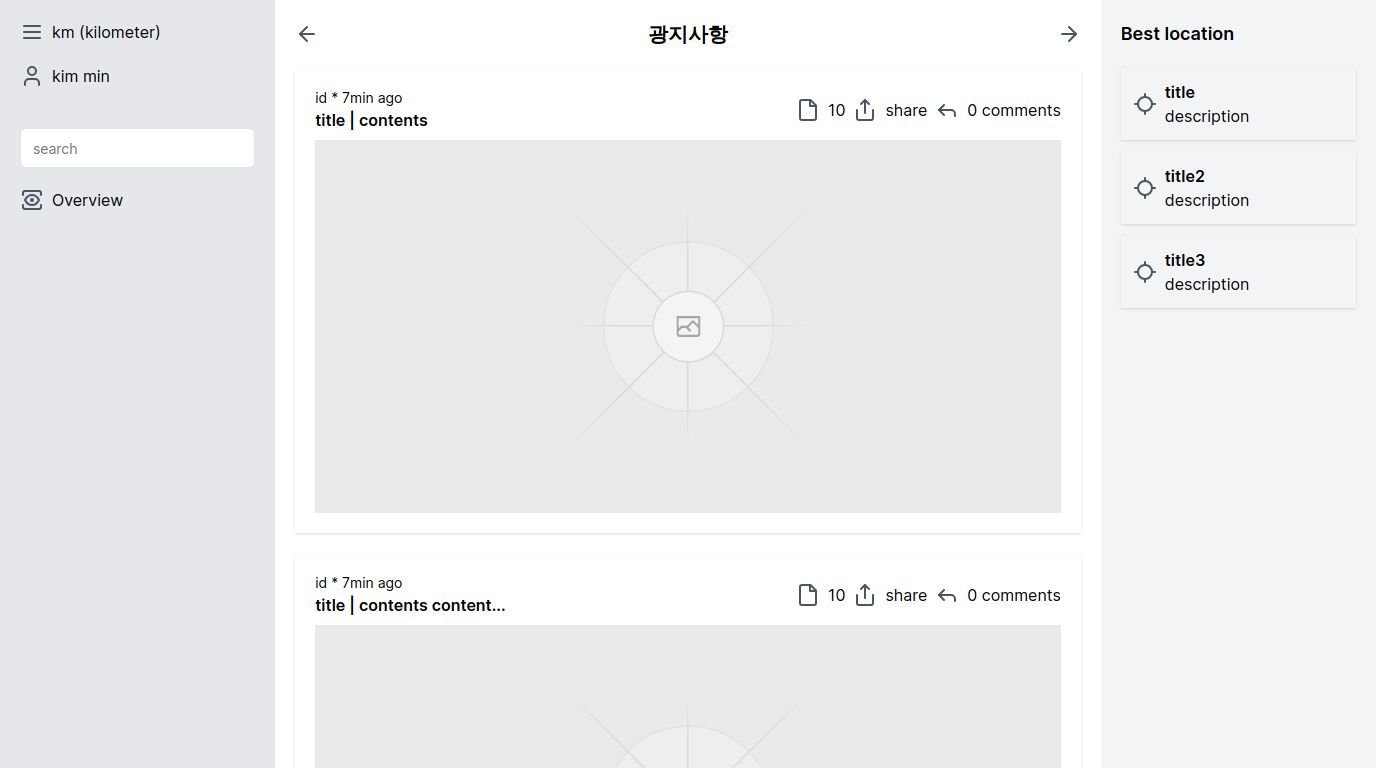 km (kilometer)
kim min
search
Overview
광지사항
id * 7min ago
title | contents
10
share
0 comments
id * 7min ago
title | contents content...
10
share
0 comments
Best location
title
description
title2
description
title3
description